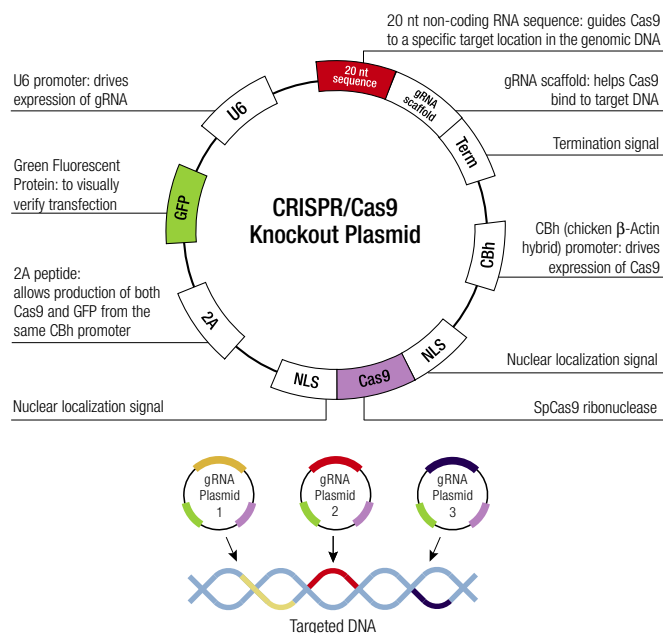 20 nt non-coding RNA sequence: guides Cas9
to a specific target location in the genomic DNA
U6 promoter: drives
expression of gRNA
gRNA scaffold: helps Cas9
bind to target DNA
Termination signal
Green Fluorescent
Protein: to visually
verify transfection
CBh (chicken β-Actin
hybrid) promoter: drives
expression of Cas9
2A peptide:
allows production of both
Cas9 and GFP from the
same CBh promoter
Nuclear localization signal
Nuclear localization signal
SpCas9 ribonuclease
20 nt
sequence
gRNA
scaffold
Term
CBh
NLS
Cas9
NLS
2A
GFP
U6
CRISPR/Cas9
Knockout Plasmid
gRNA
Plasmid
1
gRNA
Plasmid
2
gRNA
Plasmid
3
Targeted DNA